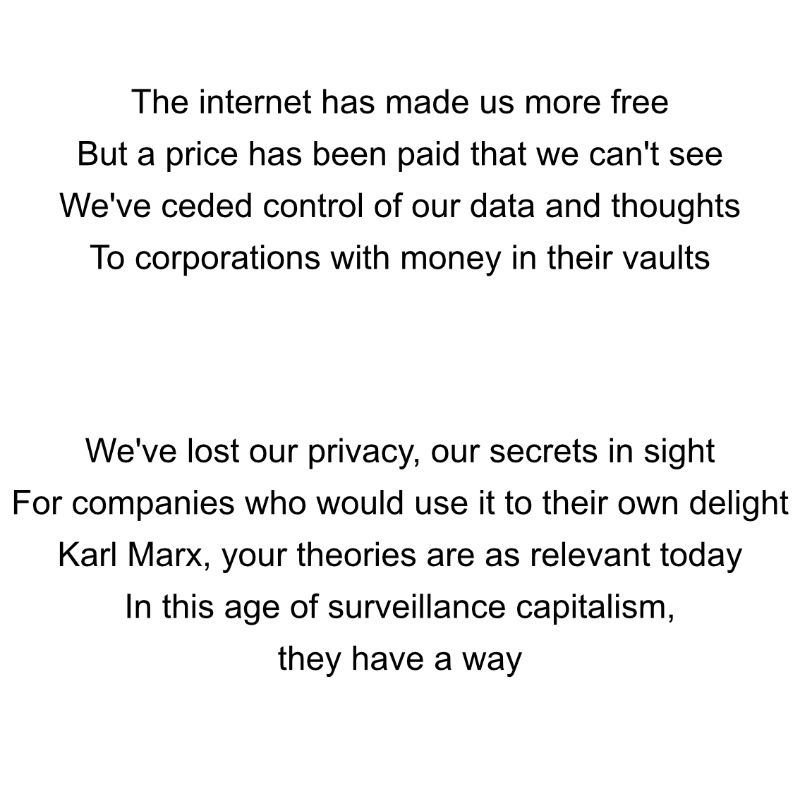 The internet has made us more free
But a price has been paid that we can't see
We've ceded control of our data and thoughts
To corporations with money in their vaults
We've lost our privacy, our secrets in sight
For companies who would use it to their own delight
Karl Marx, your theories are as relevant today
In this age of surveillance capitalism,
they have a way